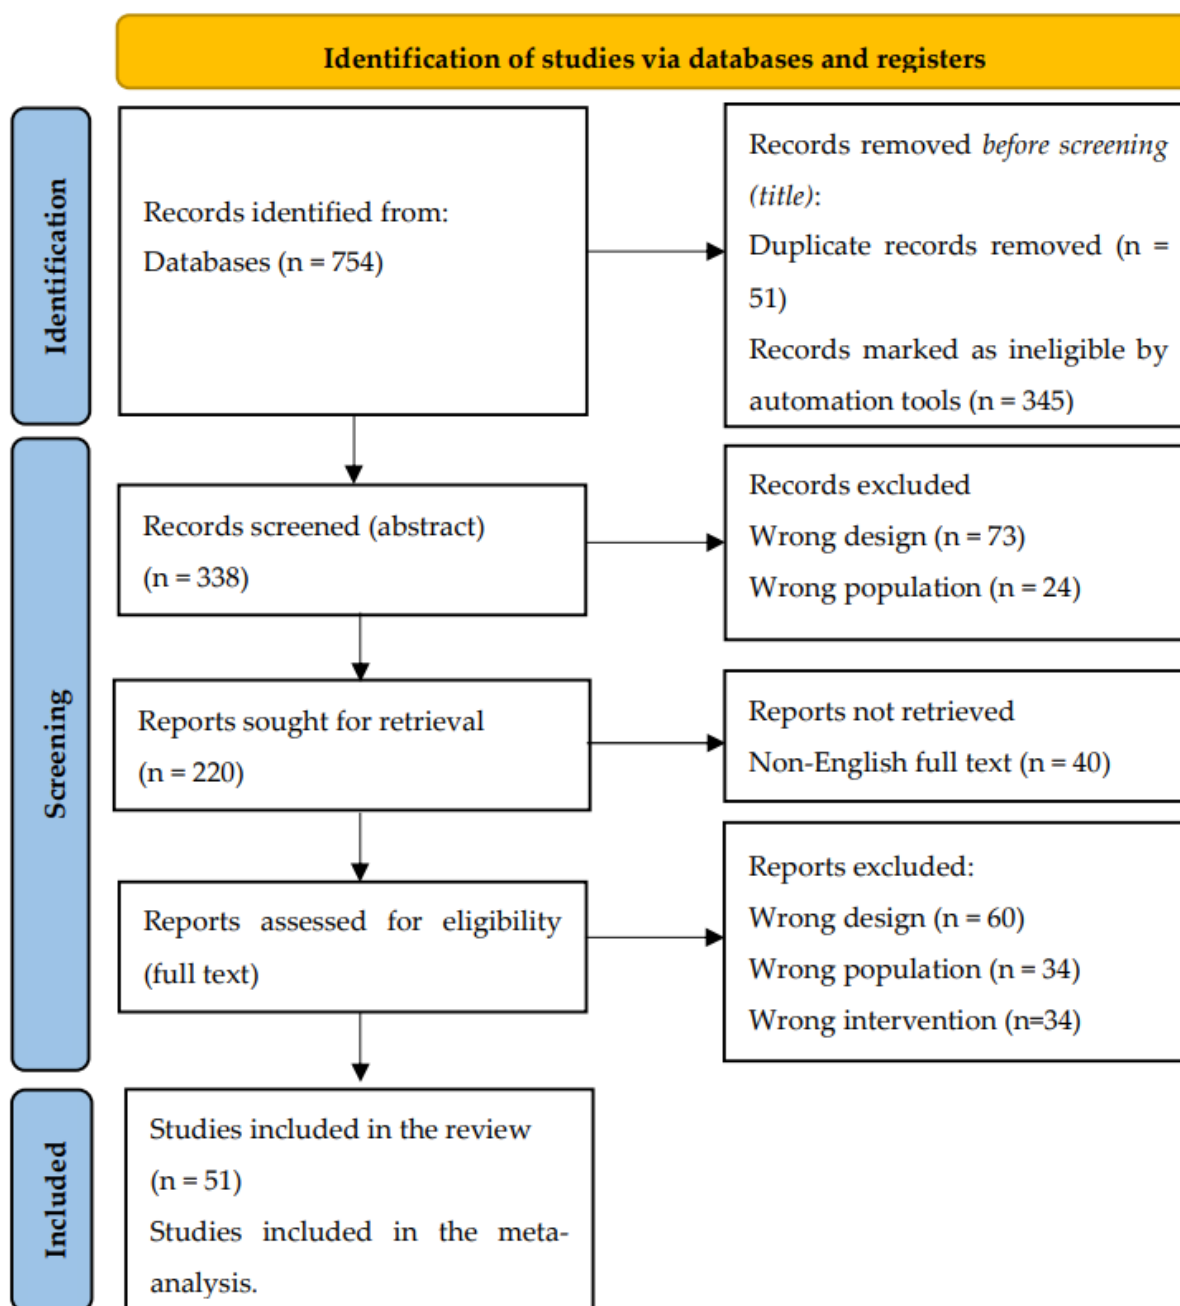 Identification of studies via databases and registers
Identification
Records identified from:
Databases (n = 754)
Records removed before screening
(title):
Duplicate records removed (n =
51)
Records marked as ineligible by
automation tools (n = 345)
Screening
Records screened (abstract)
(n = 338)
Records excluded
Wrong design (n = 73)
Wrong population (n = 24)
Reports sought for retrieval
(n = 220)
Reports not retrieved
Non-English full text (n = 40)
Reports assessed for eligibility
(full text)
Reports excluded:
Wrong design (n = 60)
Wrong population (n = 34)
Wrong intervention (n=34)
Included
Studies included in the review
(n = 51)
Studies included in the meta-
analysis.